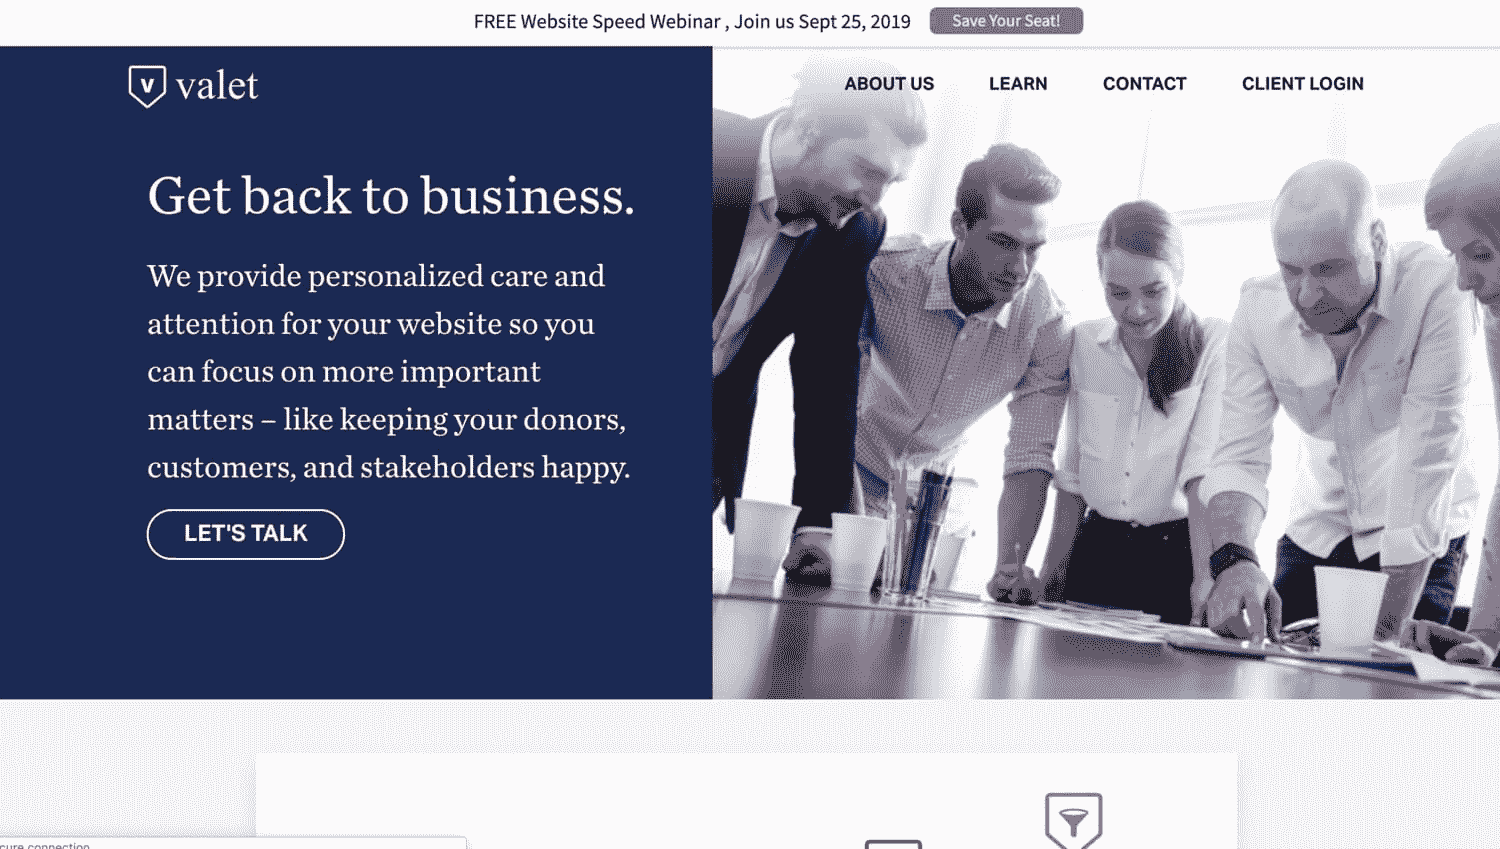 FREE Website Speed Webinar , Join us Sept 25, 2019 Save Your Seat!
v valet
ABOUT US LEARN CONTACT CLIENT LOGIN
Get back to business.
We provide personalized care and
attention for your website so you
can focus on more important
matters – like keeping your donors,
customers, and stakeholders happy.
LET'S TALK
connection